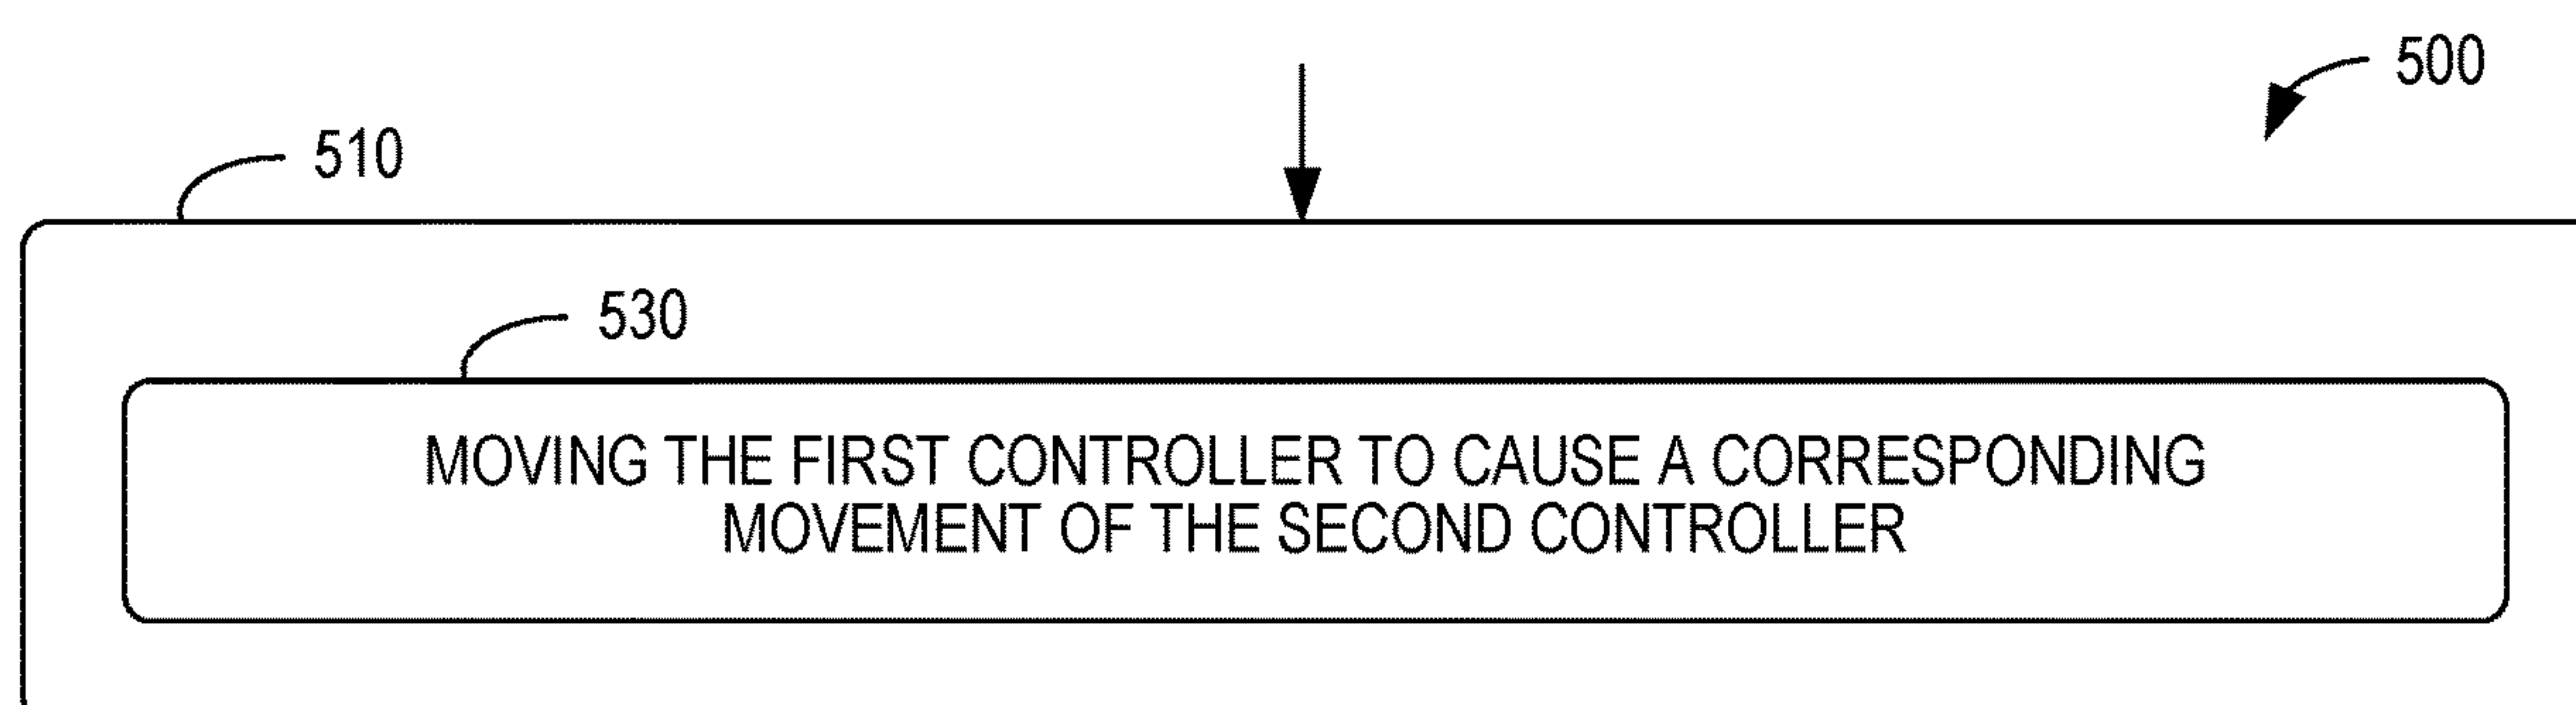 500
510
530
MOVING THE FIRST CONTROLLER TO CAUSE A CORRESPONDING
MOVEMENT OF THE SECOND CONTROLLER